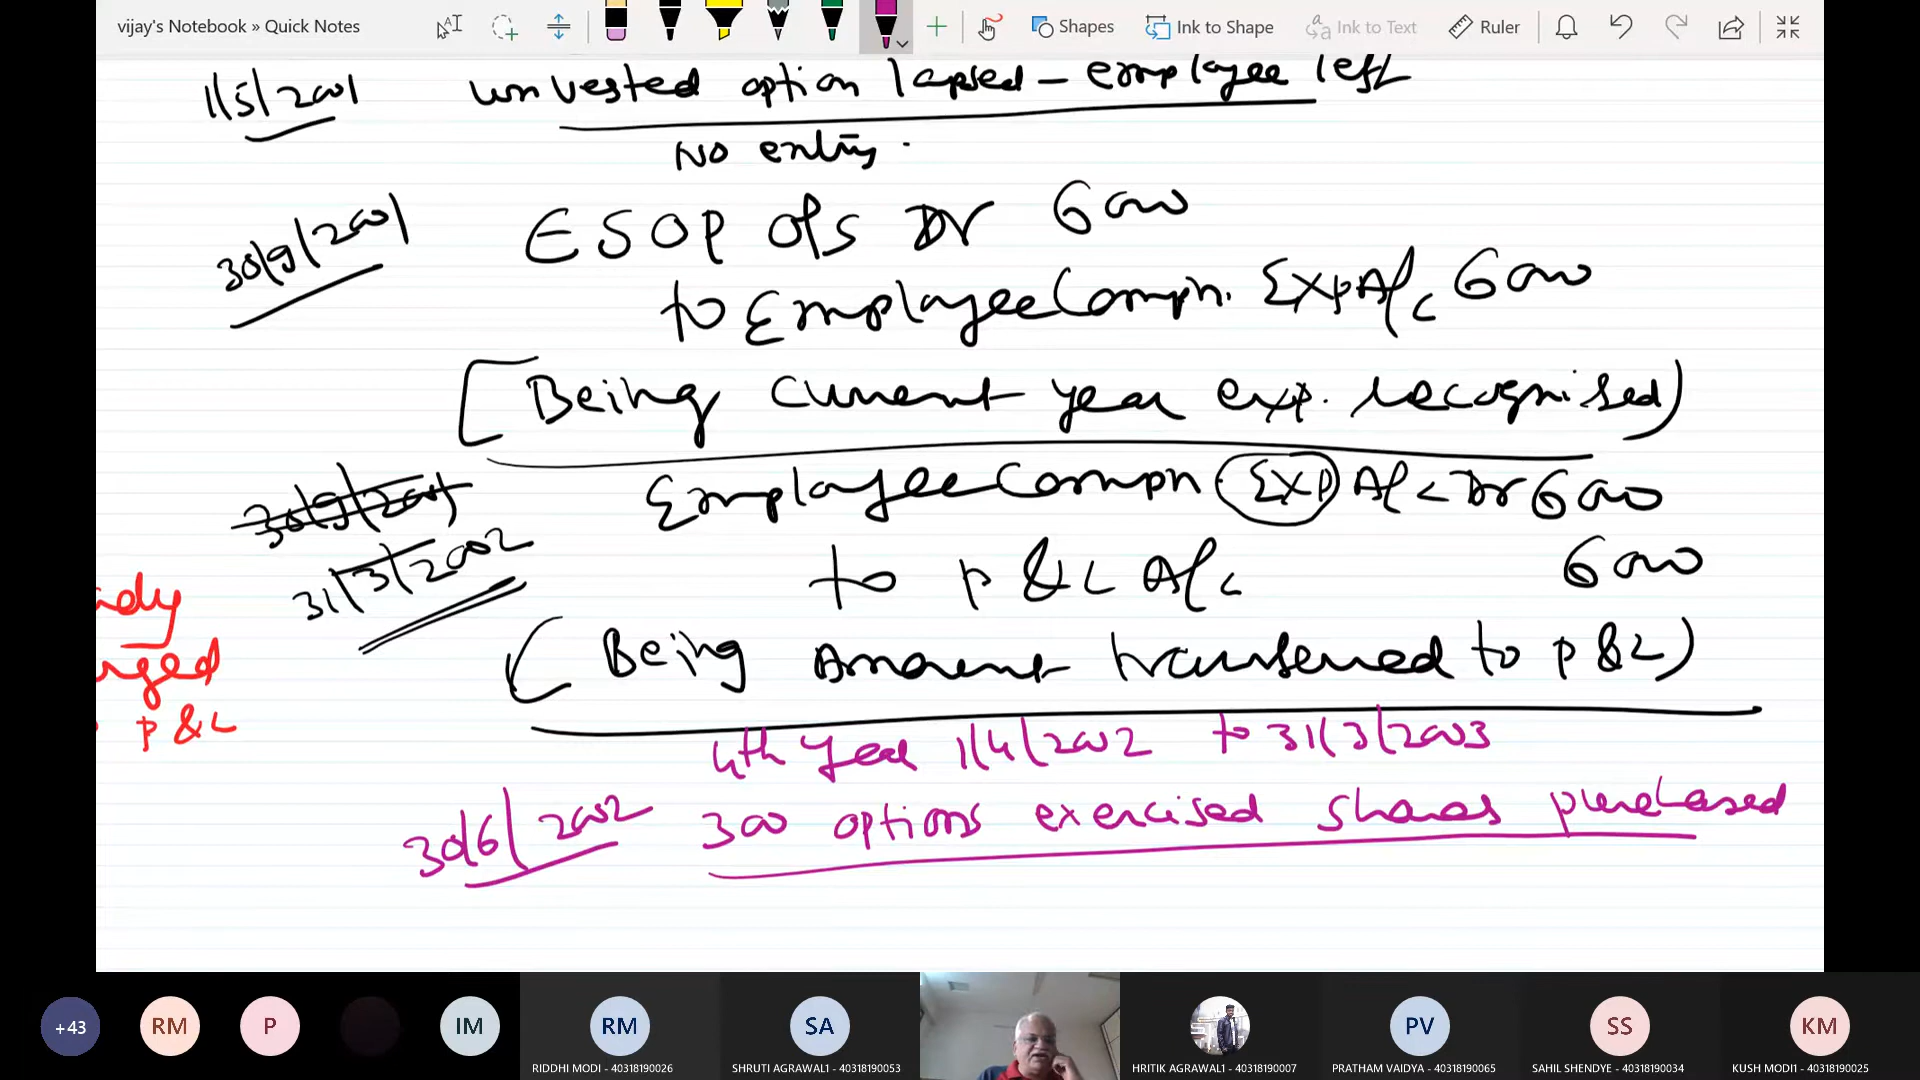 vijay's Notebook » Quick Notes
Shapes Ink to Shape Ink to Text Ruler
1/5/2001 unvested option lapsed - employee left
No entry.
30/9/2001 ESOP o/s Dr 6000
to Employee Compn. Exp A/c 6000
[Being current year exp. recognised)
30/9/2001 Employee Compn. Exp A/c Dr 6000
31/3/2002 to P&L A/c 6000
(Being Amount transferred to P&L)
ady
rged
P&L
4th Year 1/4/2002 to 31/3/2003
30/6/2002 300 options exercised shares purchased
+43 RM P IM RM SA PV SS KM
RIDDHI MODI - 40318190026 SHRUTI AGRAWAL1 - 40318190053 HRITIK AGRAWAL1 - 40318190007 PRATHAM VAIDYA - 40318190065 SAHIL SHENDYE - 40318190034 KUSH MODI1 - 40318190025